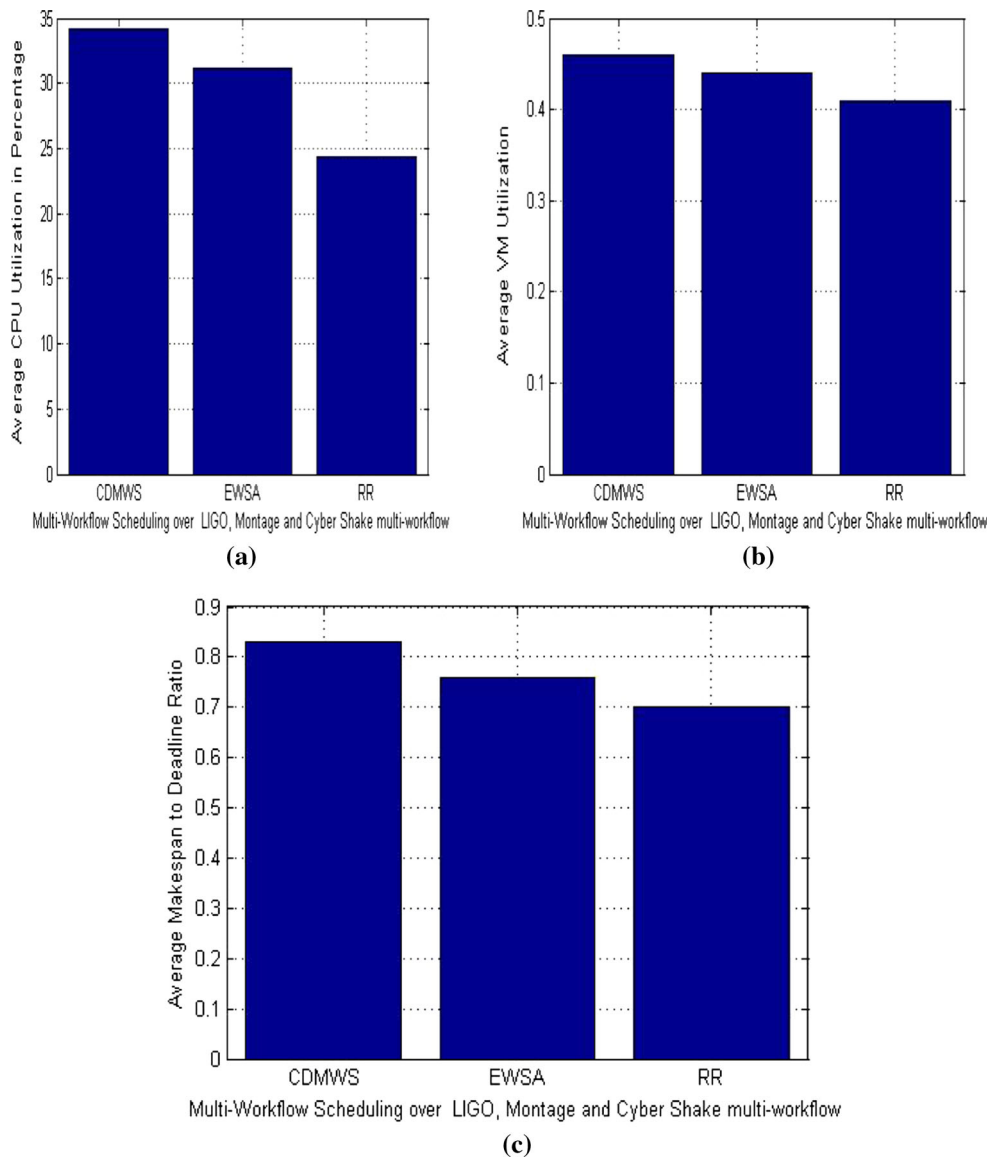 Average CPU Utilization in Percentage
35
30
25
20
15
10
5
0
CDMWS EWSA RR
Multi-Workflow Scheduling over LIGO, Montage and Cyber Shake multi-workflow
(a)
Average VM Utilization
0.5
0.4
0.3
0.2
0.1
0
CDMWS EWSA RR
Multi-Workflow Scheduling over LIGO, Montage and Cyber Shake multi-workflow
(b)
Average Makespan to Deadline Ratio
0.9
0.8
0.7
0.6
0.5
0.4
0.3
0.2
0.1
0
CDMWS EWSA RR
Multi-Workflow Scheduling over LIGO, Montage and Cyber Shake multi-workflow
(c)